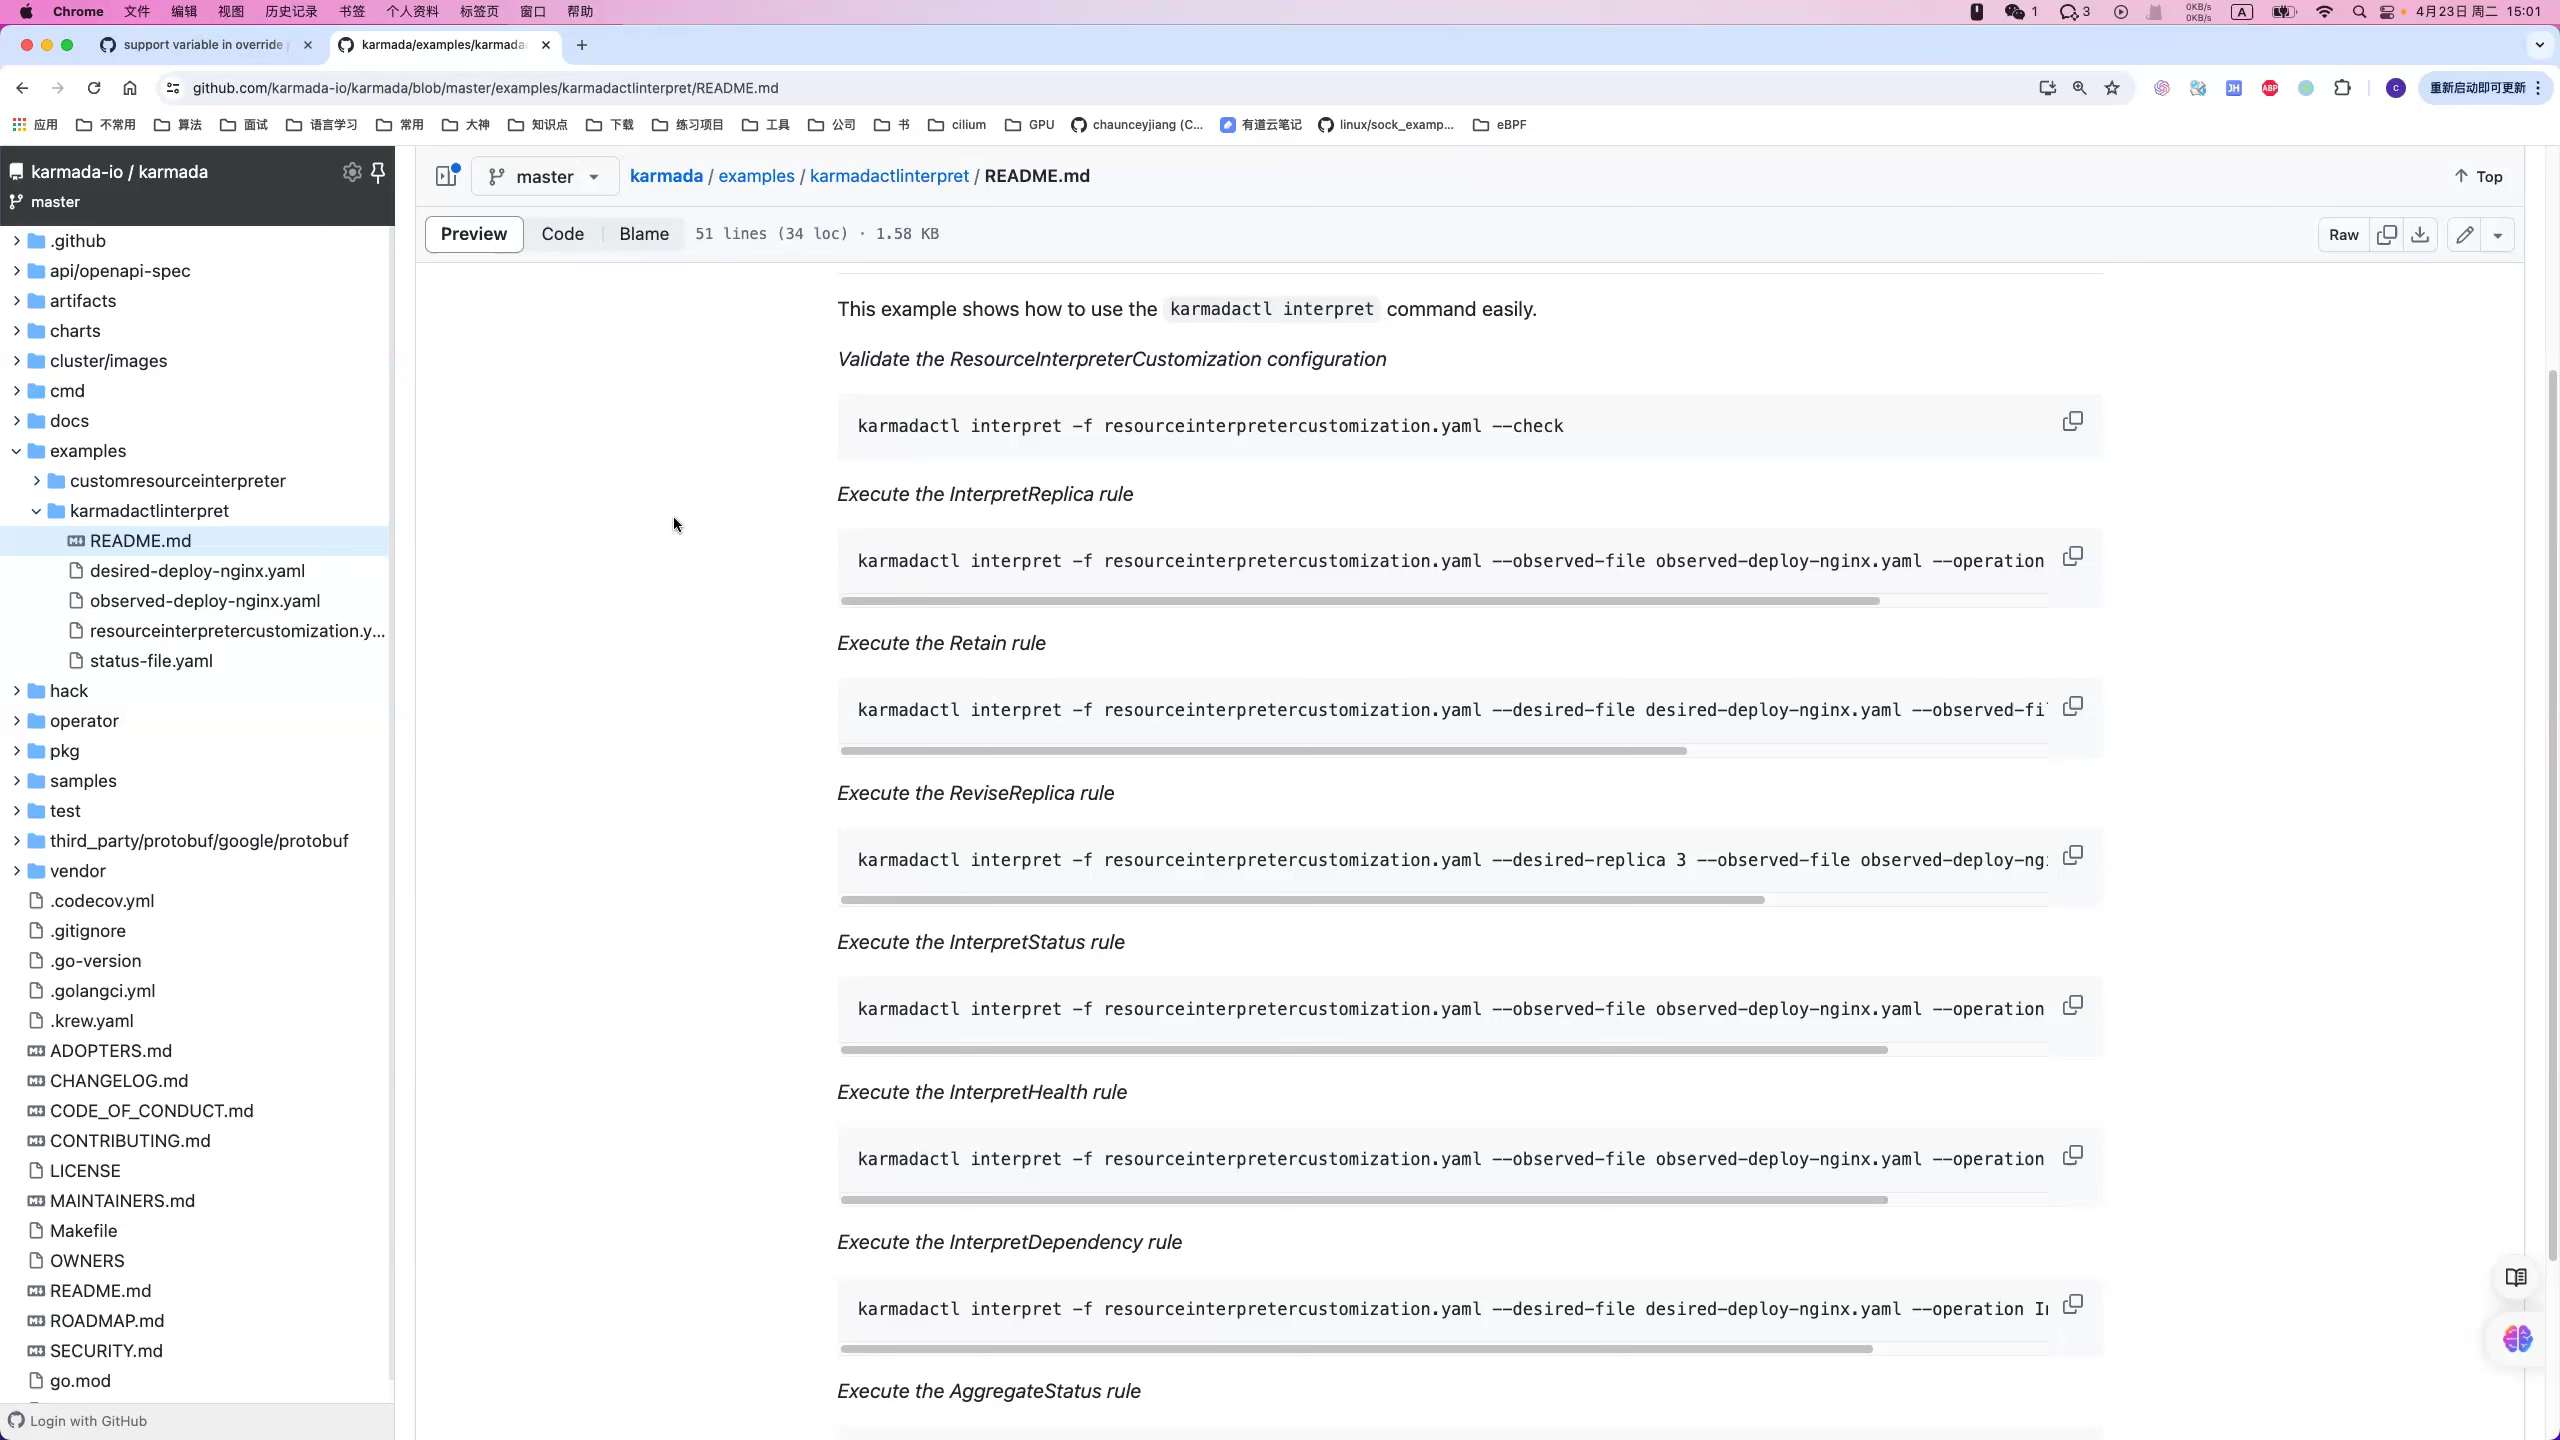 Chrome 文件 编辑 视图 历史记录 书签 个人资料 标签页 窗口 帮助 1 3 0KB/s 0KB/s A 4月23日 周二 15:01
support variable in override karmada/examples/karmada
github.com/karmada-io/karmada/blob/master/examples/karmadactlinterpret/README.md JH ABP C 重新启动即可更新
应用 不常用 算法 面试 语言学习 常用 大神 知识点 下载 练习项目 工具 公司 书 cilium GPU chaunceyjiang (C... 有道云笔记 linux/sock_examp... eBPF
karmada-io / karmada
master
.github
api/openapi-spec
artifacts
charts
cluster/images
cmd
docs
examples
customresourceinterpreter
karmadactlinterpret
README.md
desired-deploy-nginx.yaml
observed-deploy-nginx.yaml
resourceinterpretercustomization.y...
status-file.yaml
hack
operator
pkg
samples
test
third_party/protobuf/google/protobuf
vendor
.codecov.yml
.gitignore
.go-version
.golangci.yml
.krew.yaml
ADOPTERS.md
CHANGELOG.md
CODE_OF_CONDUCT.md
CONTRIBUTING.md
LICENSE
MAINTAINERS.md
Makefile
OWNERS
README.md
ROADMAP.md
SECURITY.md
go.mod
Login with GitHub
master karmada / examples / karmadactlinterpret / README.md Top
Preview Code Blame 51 lines (34 loc) · 1.58 KB Raw
This example shows how to use the karmadactl interpret command easily.
Validate the ResourceInterpreterCustomization configuration
karmadactl interpret -f resourceinterpretercustomization.yaml --check
Execute the InterpretReplica rule
karmadactl interpret -f resourceinterpretercustomization.yaml --observed-file observed-deploy-nginx.yaml --operation
Execute the Retain rule
karmadactl interpret -f resourceinterpretercustomization.yaml --desired-file desired-deploy-nginx.yaml --observed-fi
Execute the ReviseReplica rule
karmadactl interpret -f resourceinterpretercustomization.yaml --desired-replica 3 --observed-file observed-deploy-ng
Execute the InterpretStatus rule
karmadactl interpret -f resourceinterpretercustomization.yaml --observed-file observed-deploy-nginx.yaml --operation
Execute the InterpretHealth rule
karmadactl interpret -f resourceinterpretercustomization.yaml --observed-file observed-deploy-nginx.yaml --operation
Execute the InterpretDependency rule
karmadactl interpret -f resourceinterpretercustomization.yaml --desired-file desired-deploy-nginx.yaml --operation I
Execute the AggregateStatus rule